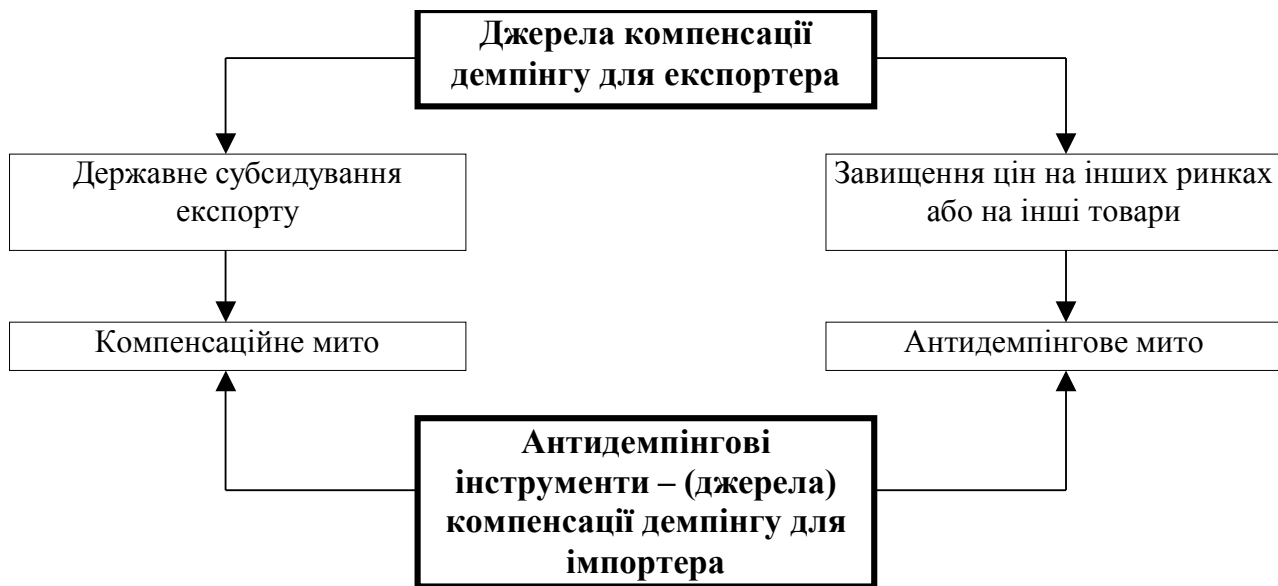 Джерела компенсації
демпінгу для експортера
Державне субсидування
експорту
Завищення цін на інших ринках
або на інші товари
Компенсаційне мито
Антидемпінгове мито
Антидемпінгові
інструменти – (джерела)
компенсації демпінгу для
імпортера